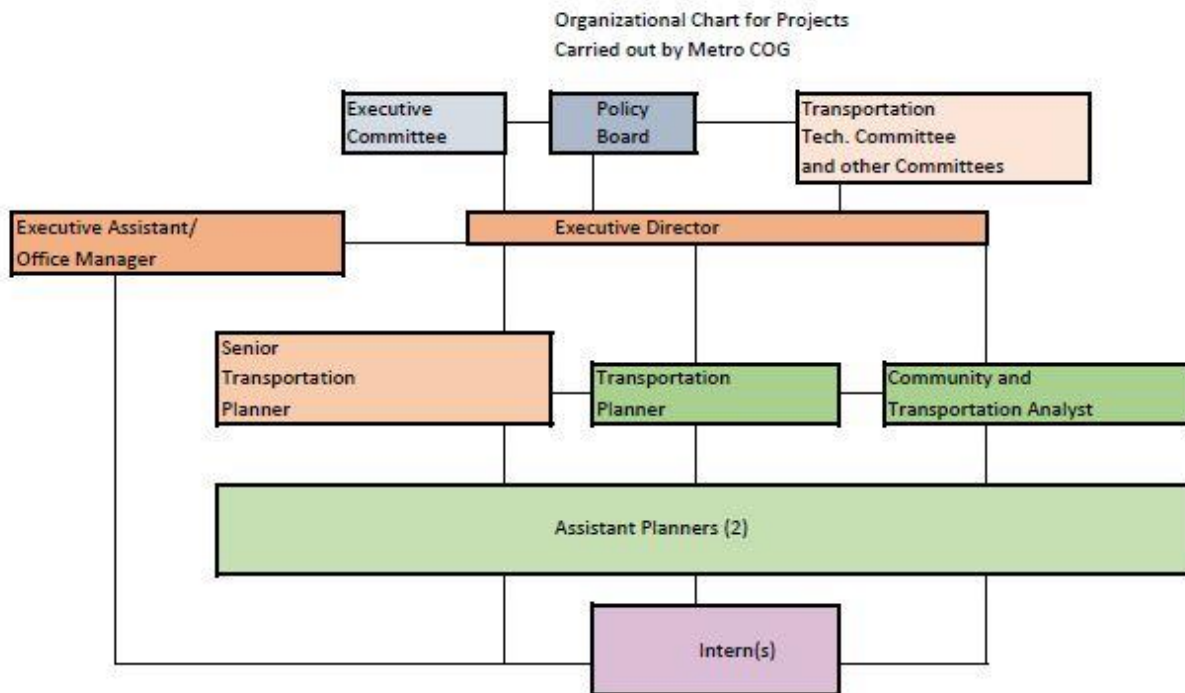 Organizational Chart for Projects
Carried out by Metro COG
Executive
Committee
Policy
Board
Transportation
Tech. Committee
and other Committees
Executive Assistant/
Office Manager
Executive Director
Senior
Transportation
Planner
Transportation
Planner
Community and
Transportation Analyst
Assistant Planners (2)
Intern(s)